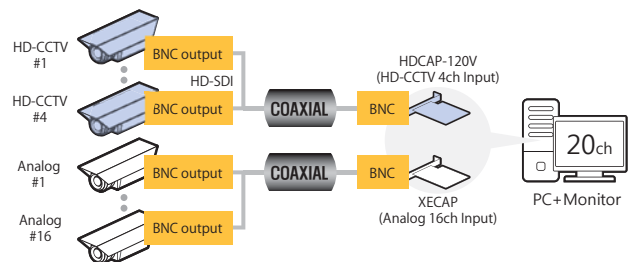 HD-CCTV
#1
BNC output
HD-SDI
HD-CCTV
#4
BNC output
COAXIAL
BNC
HDCAP-120V
(HD-CCTV 4ch Input)
Analog
#1
BNC output
COAXIAL
BNC
XECAP
(Analog 16ch Input)
Analog
#16
BNC output
20ch
PC+Monitor